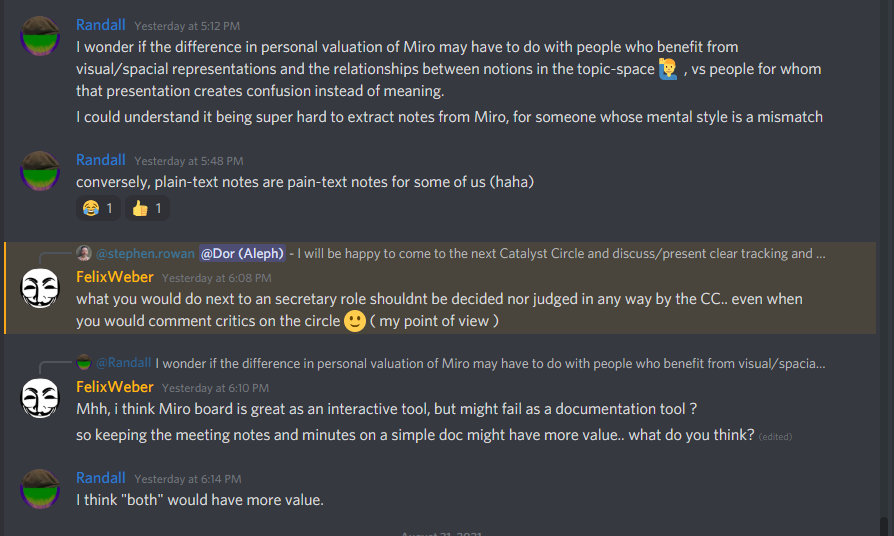 Randall Yesterday at 5:12 PM
I wonder if the difference in personal valuation of Miro may have to do with people who benefit from
visual/spacial representations and the relationships between notions in the topic-space 🙋‍♂️ , vs people for whom
that presentation creates confusion instead of meaning.
I could understand it being super hard to extract notes from Miro, for someone whose mental style is a mismatch
Randall Yesterday at 5:48 PM
conversely, plain-text notes are pain-text notes for some of us (haha)
😂 1 👍 1
@stephen.rowan @Dor (Aleph) - I will be happy to come to the next Catalyst Circle and discuss/present clear tracking and ...
FelixWeber Yesterday at 6:08 PM
what you would do next to an secretary role shouldnt be decided nor judged in any way by the CC.. even when
you would comment critics on the circle 🙂 ( my point of view )
@Randall I wonder if the difference in personal valuation of Miro may have to do with people who benefit from visual/spacia...
FelixWeber Yesterday at 6:10 PM
Mhh, i think Miro board is great as an interactive tool, but might fail as a documentation tool ?
so keeping the meeting notes and minutes on a simple doc might have more value.. what do you think? (edited)
Randall Yesterday at 6:14 PM
I think "both" would have more value.
August 21, 2021